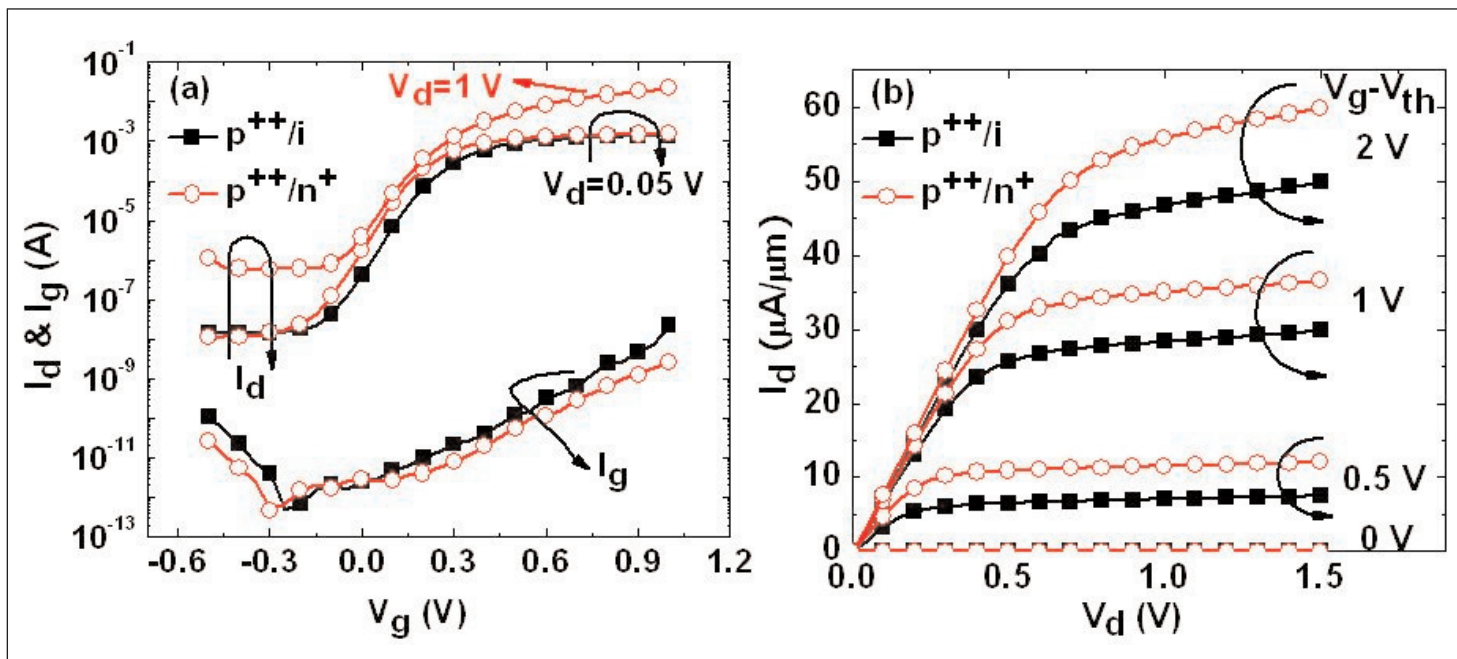 (a)
10⁻¹
10⁻³
10⁻⁵
10⁻⁷
10⁻⁹
10⁻¹¹
10⁻¹³
I_d & I_g (A)
p⁺⁺/i
p⁺⁺/n⁺
V_d=1 V
V_d=0.05 V
I_d
I_g
-0.6 -0.3 0.0 0.3 0.6 0.9 1.2
V_g (V)
(b)
60
50
40
30
20
10
0
I_d (μA/μm)
p⁺⁺/i
p⁺⁺/n⁺
V_g-V_th
2 V
1 V
0.5 V
0 V
0.0 0.5 1.0 1.5
V_d (V)